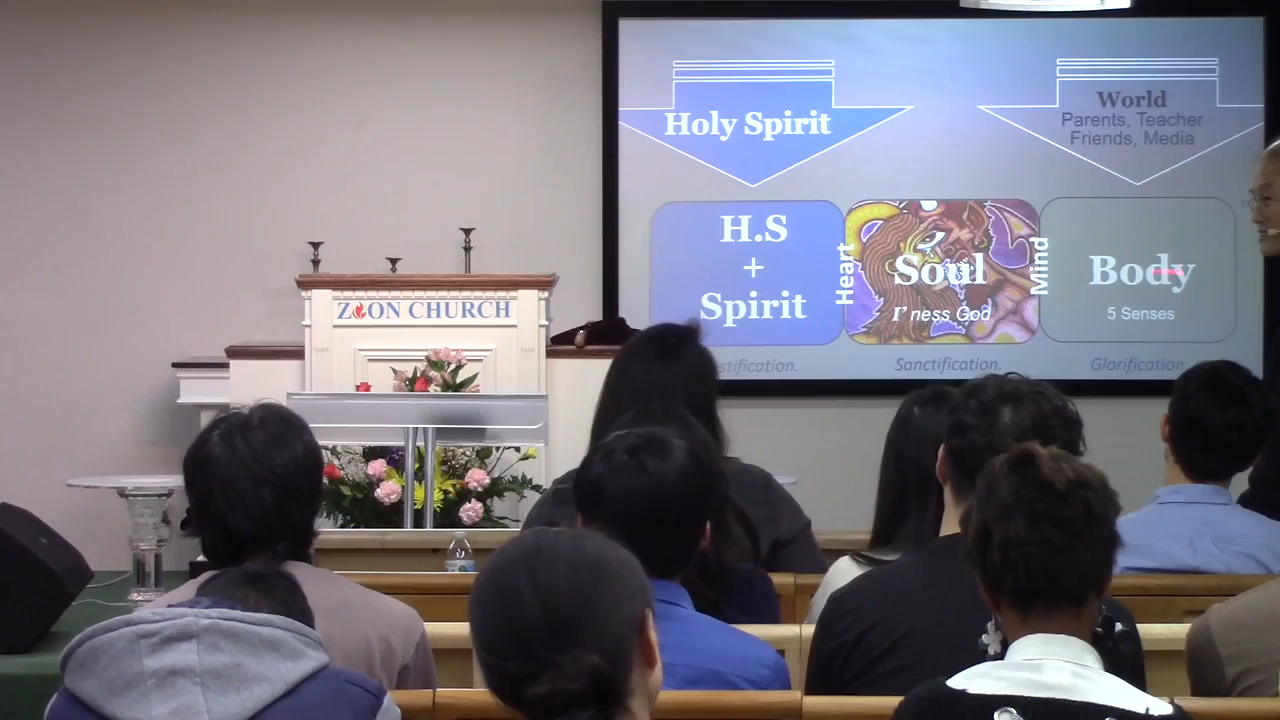 Holy Spirit
World
Parents, Teacher
Friends, Media
H.S
+
Spirit
Heart
Soul
I’ ness God
Mind
Body
5 Senses
Sanctification.
Glorification.
ZION CHURCH